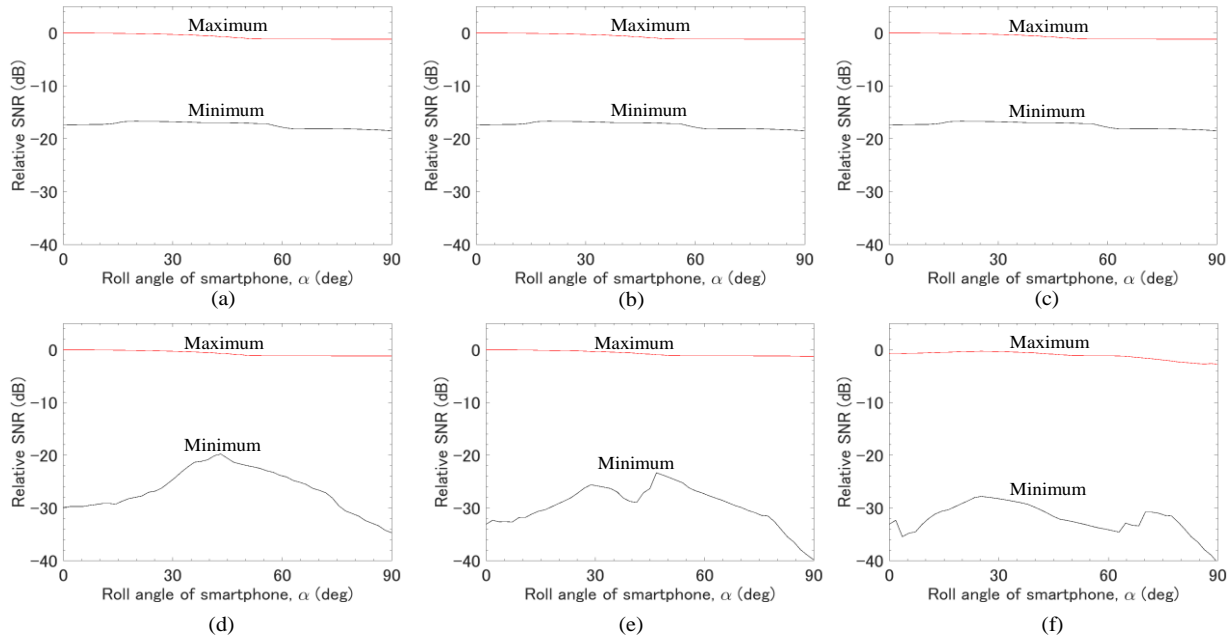 Maximum
Minimum
Relative SNR (dB)
0
−10
−20
−30
−40
0
30
60
90
Roll angle of smartphone, α (deg)
(a)
Maximum
Minimum
Relative SNR (dB)
0
−10
−20
−30
−40
0
30
60
90
Roll angle of smartphone, α (deg)
(b)
Maximum
Minimum
Relative SNR (dB)
0
−10
−20
−30
−40
0
30
60
90
Roll angle of smartphone, α (deg)
(c)
Maximum
Minimum
Relative SNR (dB)
0
−10
−20
−30
−40
0
30
60
90
Roll angle of smartphone, α (deg)
(d)
Maximum
Minimum
Relative SNR (dB)
0
−10
−20
−30
−40
0
30
60
90
Roll angle of smartphone, α (deg)
(e)
Maximum
Minimum
Relative SNR (dB)
0
−10
−20
−30
−40
0
30
60
90
Roll angle of smartphone, α (deg)
(f)